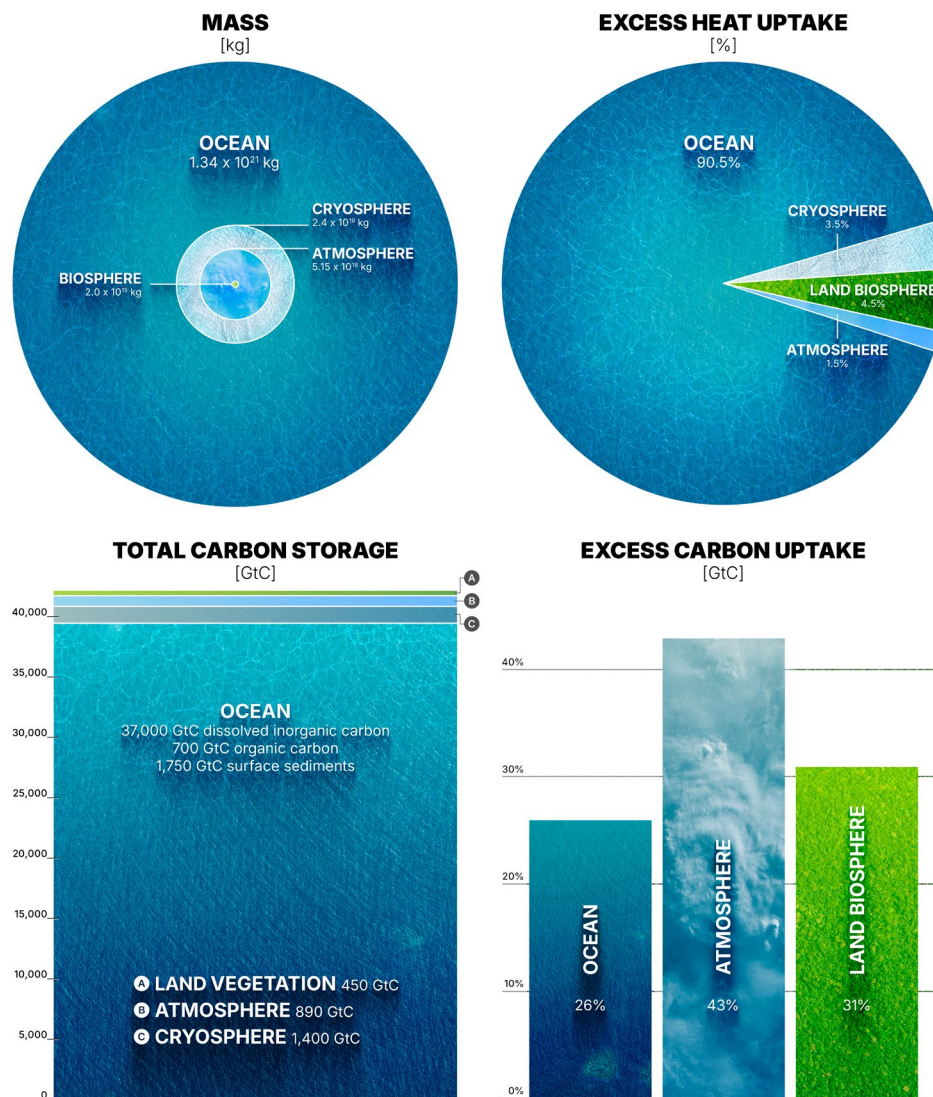 MASS
[kg]
OCEAN
1.34 x 10²¹ kg
CRYOSPHERE
2.4 x 10¹⁹ kg
ATMOSPHERE
5.15 x 10¹⁸ kg
BIOSPHERE
2.0 x 10¹⁵ kg
EXCESS HEAT UPTAKE
[%]
OCEAN
90.5%
CRYOSPHERE
3.5%
LAND BIOSPHERE
4.5%
ATMOSPHERE
1.5%
TOTAL CARBON STORAGE
[GtC]
A
B
C
40,000
35,000
30,000
25,000
20,000
15,000
10,000
5,000
0
OCEAN
37,000 GtC dissolved inorganic carbon
700 GtC organic carbon
1,750 GtC surface sediments
A LAND VEGETATION 450 GtC
B ATMOSPHERE 890 GtC
C CRYOSPHERE 1,400 GtC
EXCESS CARBON UPTAKE
[GtC]
40%
30%
20%
10%
0%
OCEAN
26%
ATMOSPHERE
43%
LAND BIOSPHERE
31%